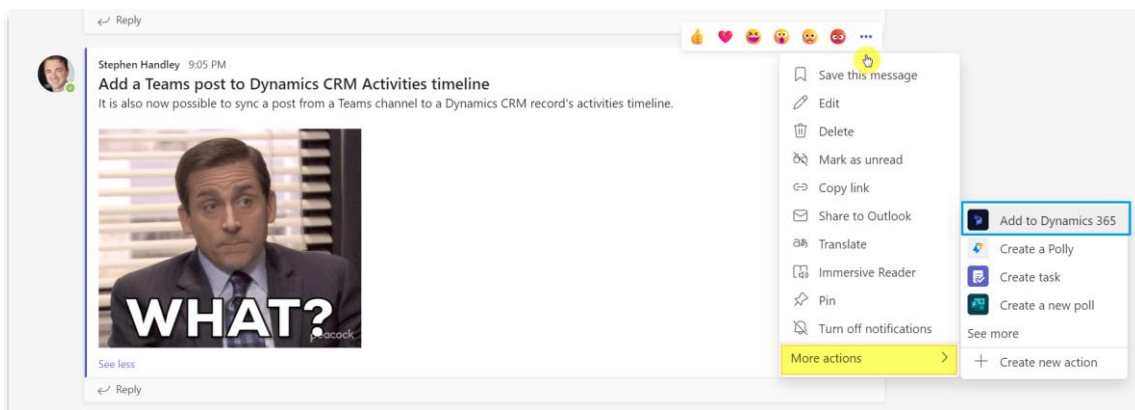 Reply
Stephen Handley 9:05 PM
Add a Teams post to Dynamics CRM Activities timeline
It is also now possible to sync a post from a Teams channel to a Dynamics CRM record's activities timeline.
WHAT?
peacock
See less
Reply
Save this message
Edit
Delete
Mark as unread
Copy link
Share to Outlook
Translate
Immersive Reader
Pin
Turn off notifications
More actions
Add to Dynamics 365
Create a Polly
Create task
Create a new poll
See more
Create new action